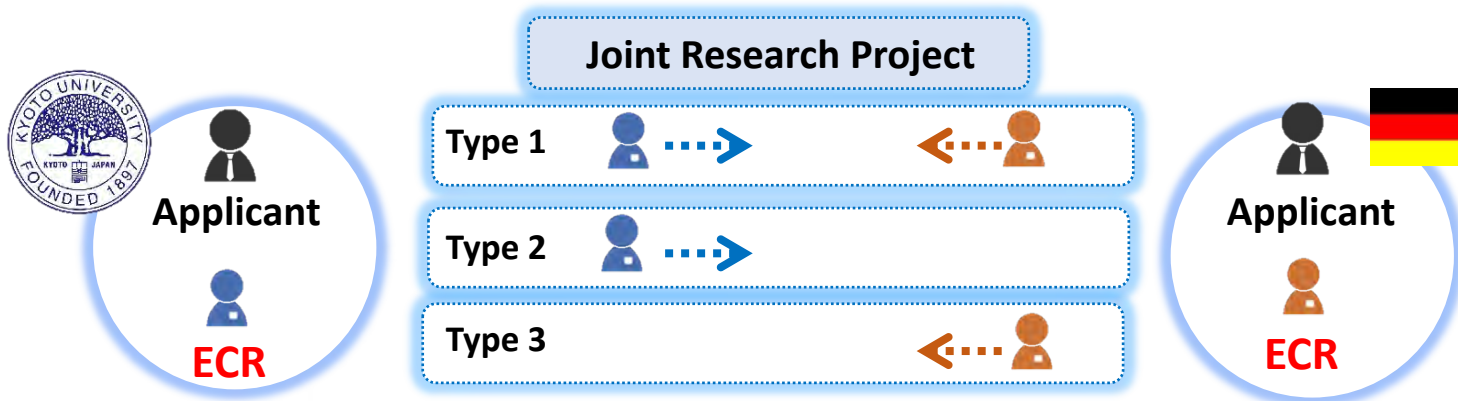 Joint Research Project
KYOTO UNIVERSITY
KYOTO JAPAN
FOUNDED 1897
Applicant
ECR
Type 1
Type 2
Type 3
Applicant
ECR